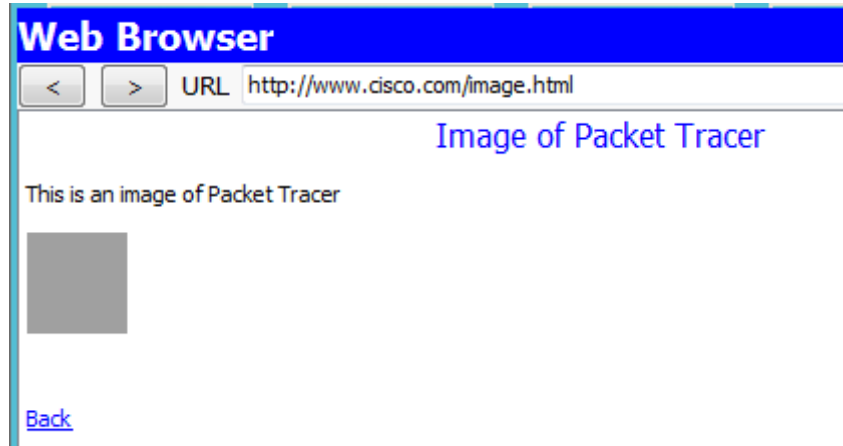 Web Browser
< > URL http://www.cisco.com/image.html
Image of Packet Tracer
This is an image of Packet Tracer
Back